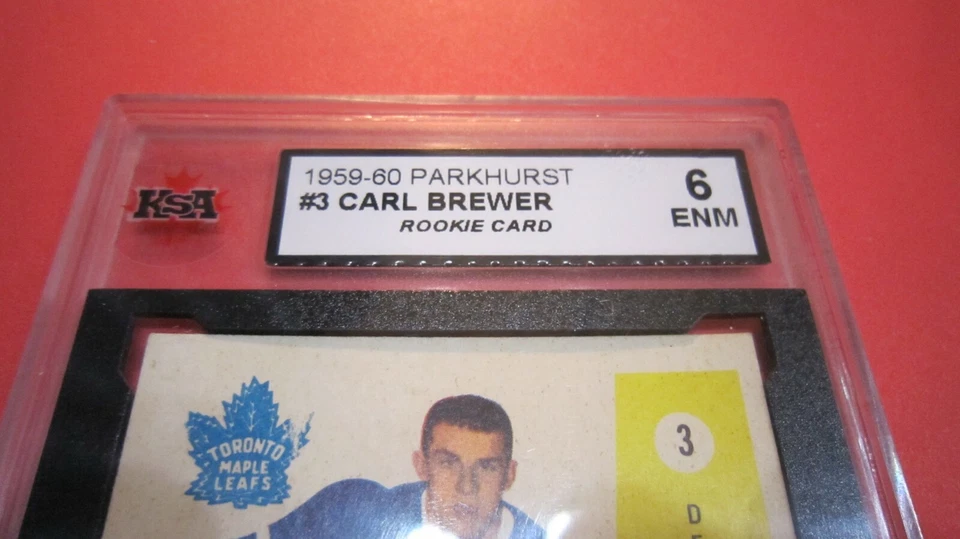 KSA
1959-60 PARKHURST
#3 CARL BREWER
ROOKIE CARD
6
ENM
TORONTO
MAPLE
LEAFS
3
D